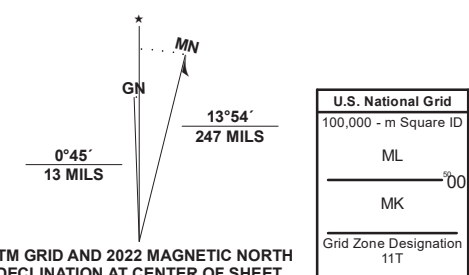 ★
MN
GN
13°54´
247 MILS
0°45´
13 MILS
TM GRID AND 2022 MAGNETIC NORTH
DECLINATION AT CENTER OF SHEET
U.S. National Grid
100,000 - m Square ID
ML
5000
MK
Grid Zone Designation
11T